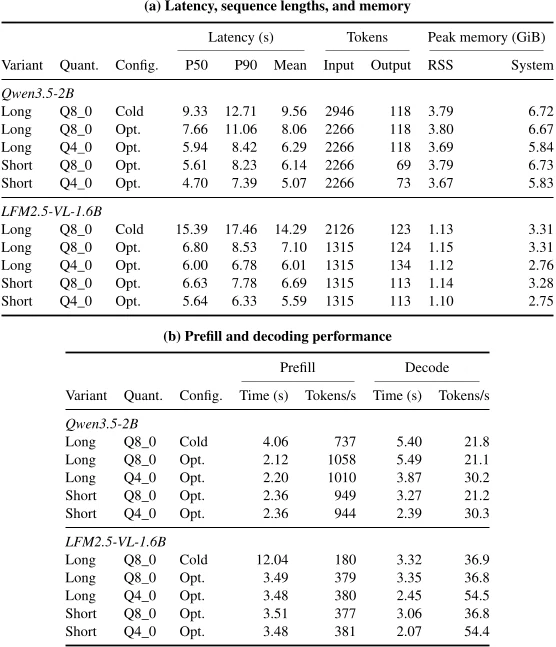 (a) Latency, sequence lengths, and memory
Latency (s) Tokens Peak memory (GiB)
Variant Quant. Config. P50 P90 Mean Input Output RSS System
Qwen3.5-2B
Long Q8_0 Cold 9.33 12.71 9.56 2946 118 3.79 6.72
Long Q8_0 Opt. 7.66 11.06 8.06 2266 118 3.80 6.67
Long Q4_0 Opt. 5.94 8.42 6.29 2266 118 3.69 5.84
Short Q8_0 Opt. 5.61 8.23 6.14 2266 69 3.79 6.73
Short Q4_0 Opt. 4.70 7.39 5.07 2266 73 3.67 5.83
LFM2.5-VL-1.6B
Long Q8_0 Cold 15.39 17.46 14.29 2126 123 1.13 3.31
Long Q8_0 Opt. 6.80 8.53 7.10 1315 124 1.15 3.31
Long Q4_0 Opt. 6.00 6.78 6.01 1315 134 1.12 2.76
Short Q8_0 Opt. 6.63 7.78 6.69 1315 113 1.14 3.28
Short Q4_0 Opt. 5.64 6.33 5.59 1315 113 1.10 2.75
(b) Prefill and decoding performance
Prefill Decode
Variant Quant. Config. Time (s) Tokens/s Time (s) Tokens/s
Qwen3.5-2B
Long Q8_0 Cold 4.06 737 5.40 21.8
Long Q8_0 Opt. 2.12 1058 5.49 21.1
Long Q4_0 Opt. 2.20 1010 3.87 30.2
Short Q8_0 Opt. 2.36 949 3.27 21.2
Short Q4_0 Opt. 2.36 944 2.39 30.3
LFM2.5-VL-1.6B
Long Q8_0 Cold 12.04 180 3.32 36.9
Long Q8_0 Opt. 3.49 379 3.35 36.8
Long Q4_0 Opt. 3.48 380 2.45 54.5
Short Q8_0 Opt. 3.51 377 3.06 36.8
Short Q4_0 Opt. 3.48 381 2.07 54.4